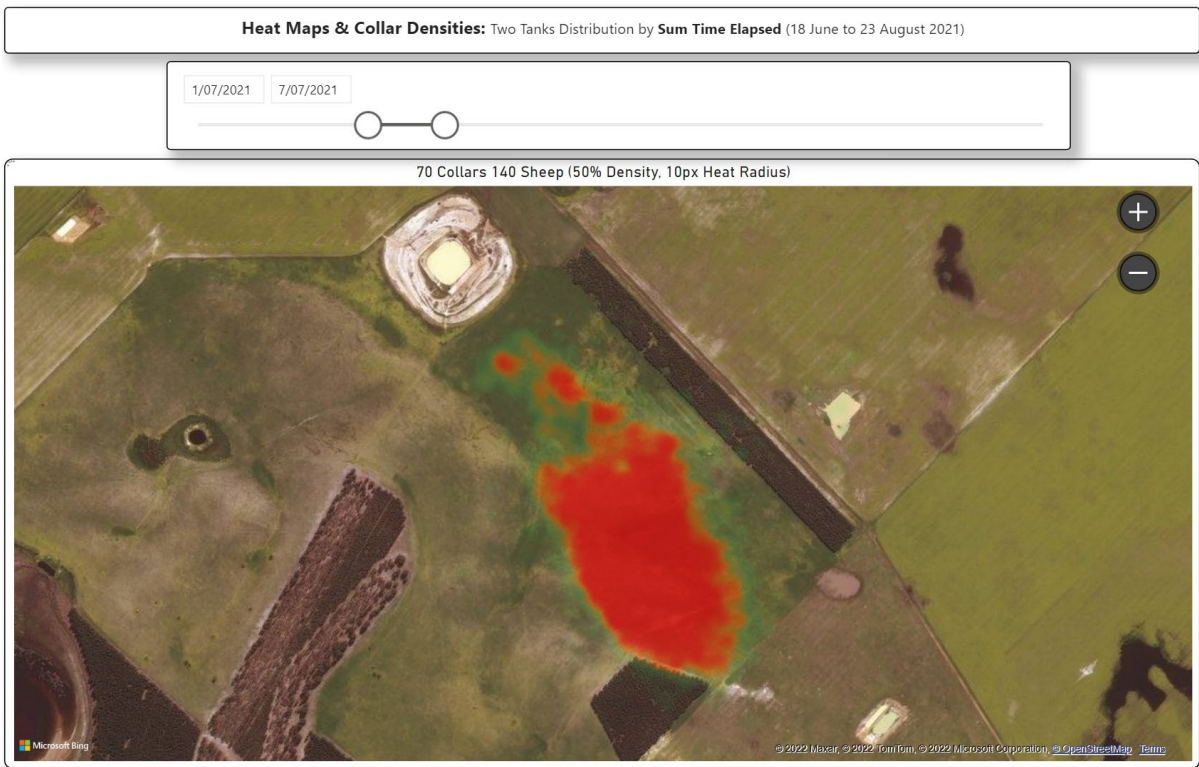 Heat Maps & Collar Densities: Two Tanks Distribution by Sum Time Elapsed (18 June to 23 August 2021)
1/07/2021 7/07/2021
70 Collars 140 Sheep (50% Density, 10px Heat Radius)
Microsoft Bing
© 2022 Maxar, © 2022 TomTom, © 2022 Microsoft Corporation, © OpenStreetMap Terms